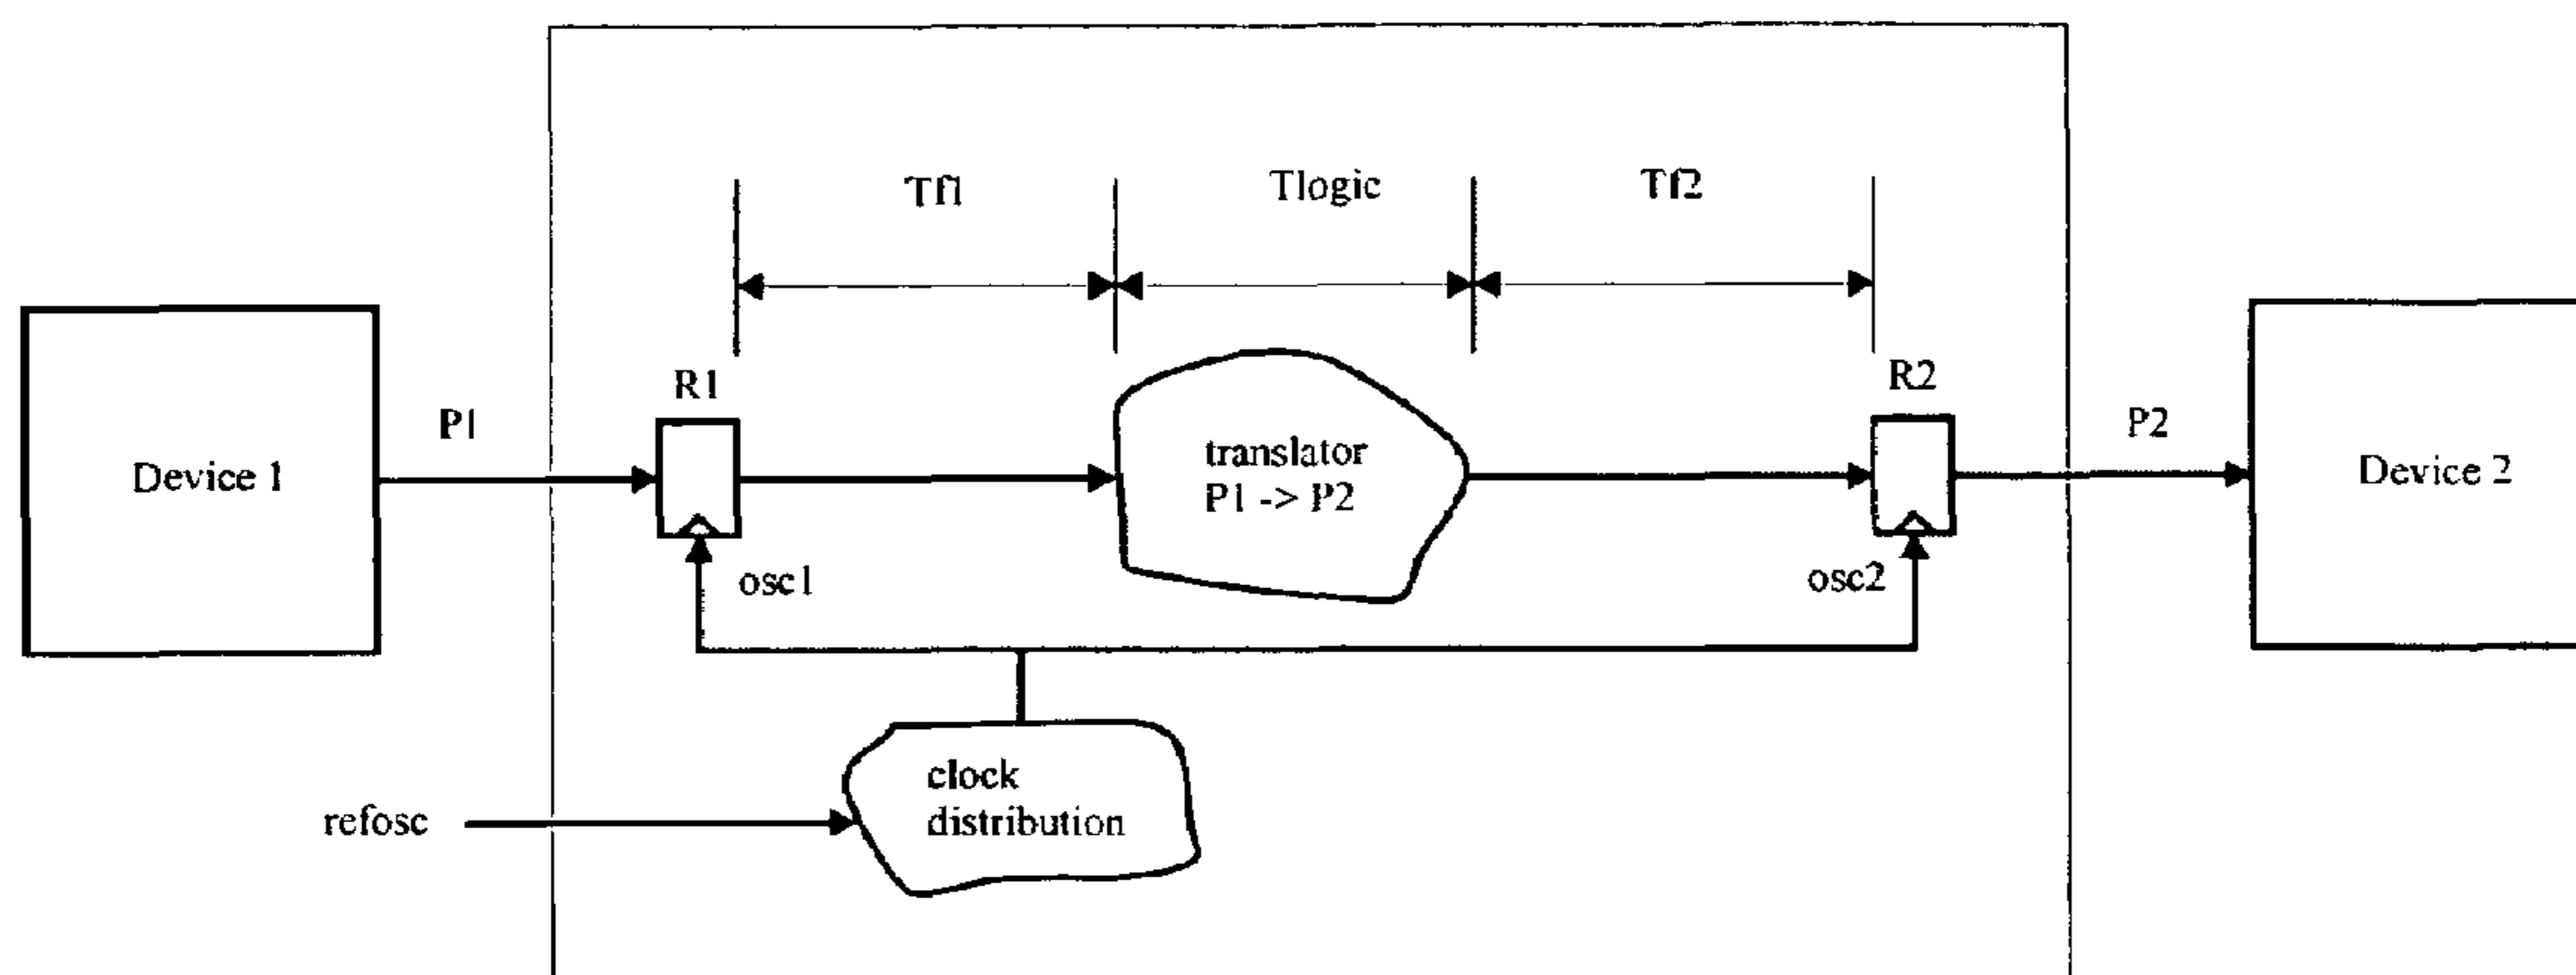 Tf1
Tlogic
Tf2
R1
R2
P1
P2
Device 1
translator
P1 -> P2
Device 2
osc1
osc2
clock
distribution
refosc